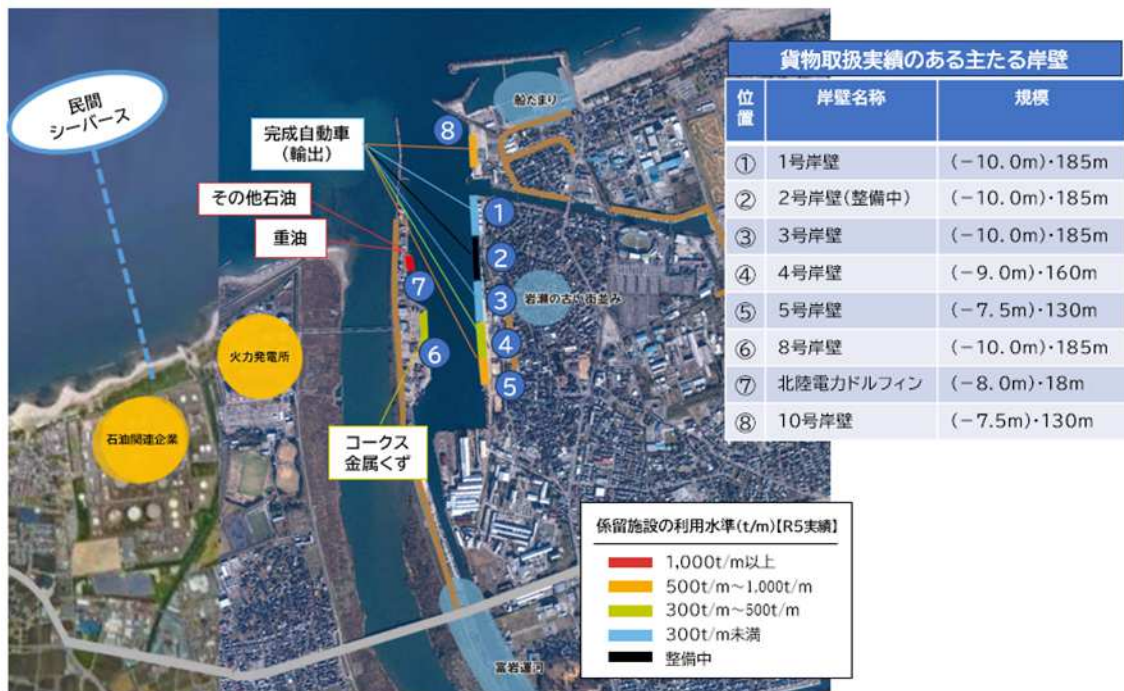 民間
シーバース
完成自動車
(輸出)
その他石油
重油
火力発電所
石油関連企業
コークス
金属くず
船だまり
岩瀬の古い街並み
富岩運河
⑧
①
②
③
④
⑤
⑥
⑦
貨物取扱実績のある主たる岸壁
位置 岸壁名称 規模
① 1号岸壁 (-10.0m)・185m
② 2号岸壁(整備中) (-10.0m)・185m
③ 3号岸壁 (-10.0m)・185m
④ 4号岸壁 (-9.0m)・160m
⑤ 5号岸壁 (-7.5m)・130m
⑥ 8号岸壁 (-10.0m)・185m
⑦ 北陸電力ドルフィン (-8.0m)・18m
⑧ 10号岸壁 (-7.5m)・130m
係留施設の利用水準(t/m)【R5実績】
1,000t/m以上
500t/m～1,000t/m
300t/m～500t/m
300t/m未満
整備中